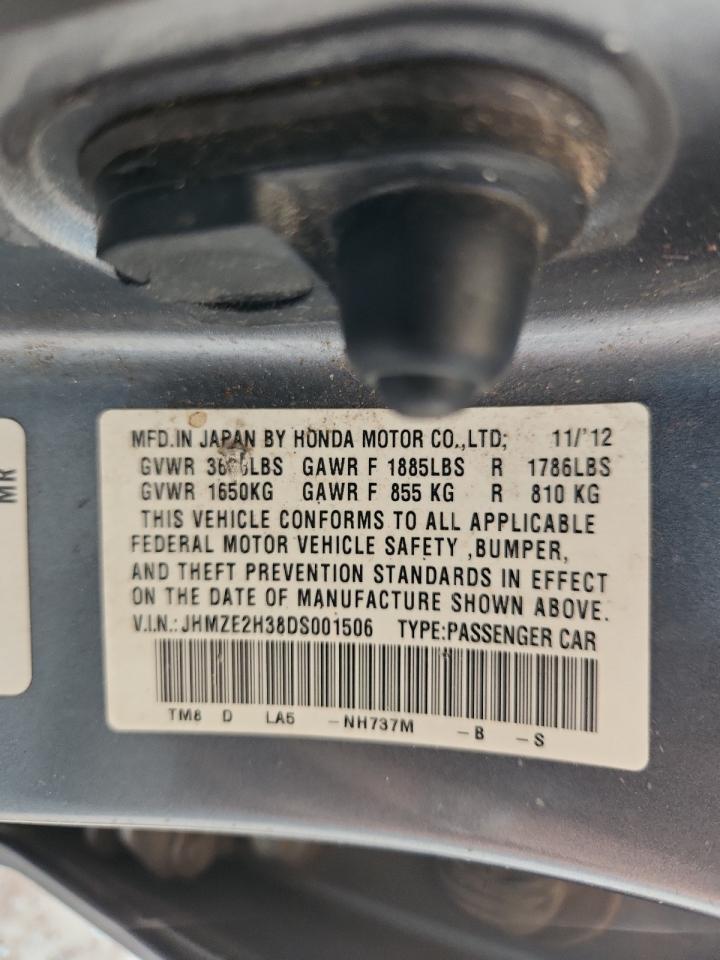 MFD.IN JAPAN BY HONDA MOTOR CO.,LTD; 11/'12
GVWR LBS GAWR F 1885LBS R 1786LBS
GVWR 1650KG GAWR F 855 KG R 810 KG
THIS VEHICLE CONFORMS TO ALL APPLICABLE
FEDERAL MOTOR VEHICLE SAFETY ,BUMPER,
AND THEFT PREVENTION STANDARDS IN EFFECT
ON THE DATE OF MANUFACTURE SHOWN ABOVE.
V.I.N.:JHMZE2H38DS001506 TYPE:PASSENGER CAR
TM8 D LA5 -NH737M -B -S
MR